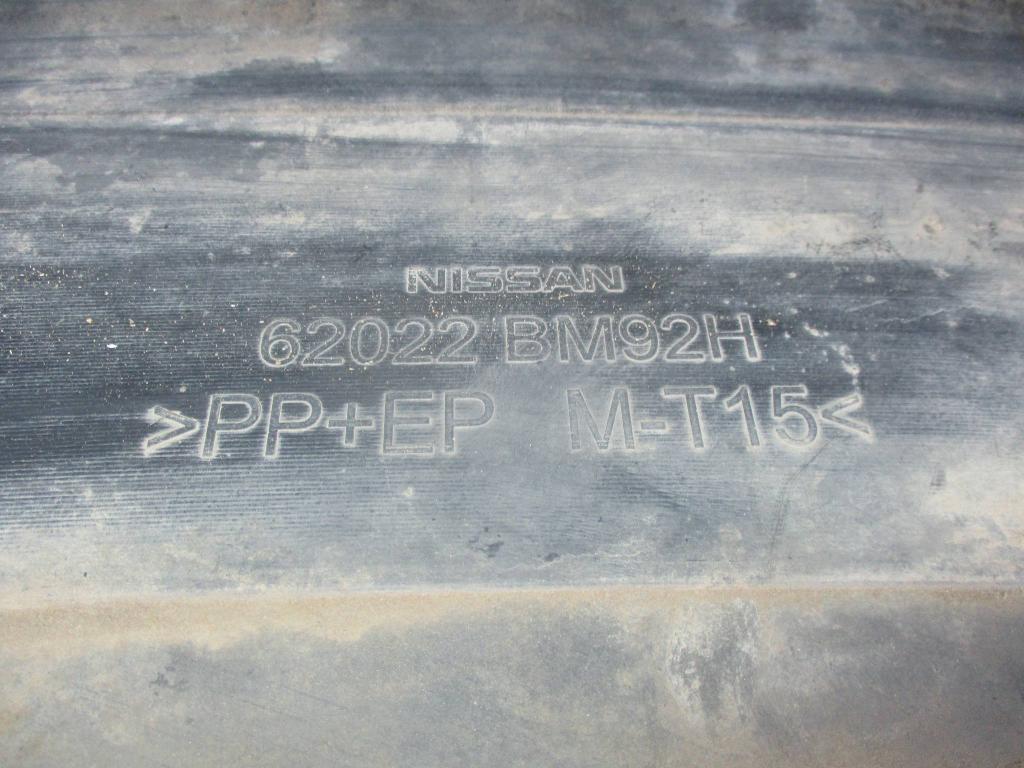 NISSAN
62022 BM92H
>PP+EP M-T15<